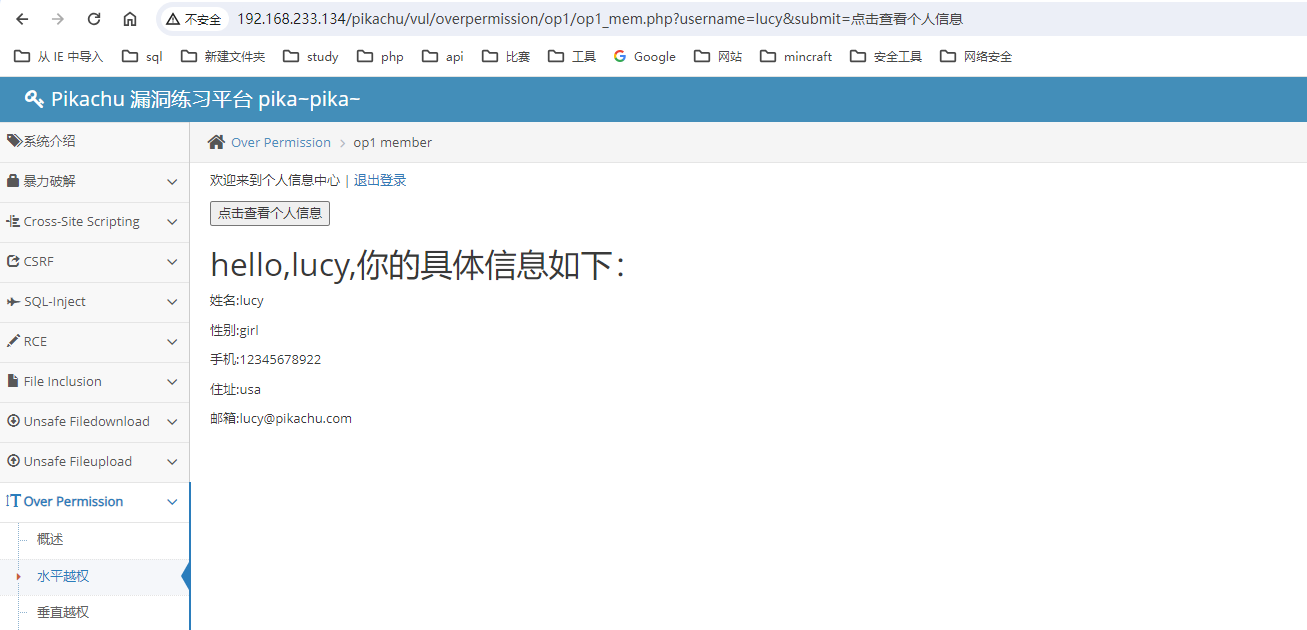 不安全 192.168.233.134/pikachu/vul/overpermission/op1/op1_mem.php?username=lucy&submit=点击查看个人信息
从 IE 中导入 sql 新建文件夹 study php api 比赛 工具 Google 网站 mincraft 安全工具 网络安全
Pikachu 漏洞练习平台 pika~pika~
系统介绍
暴力破解
Cross-Site Scripting
CSRF
SQL-Inject
RCE
File Inclusion
Unsafe Filedownload
Unsafe Fileupload
Over Permission
概述
水平越权
垂直越权
Over Permission > op1 member
欢迎来到个人信息中心 | 退出登录
点击查看个人信息
hello,lucy,你的具体信息如下：
姓名:lucy
性别:girl
手机:12345678922
住址:usa
邮箱:lucy@pikachu.com